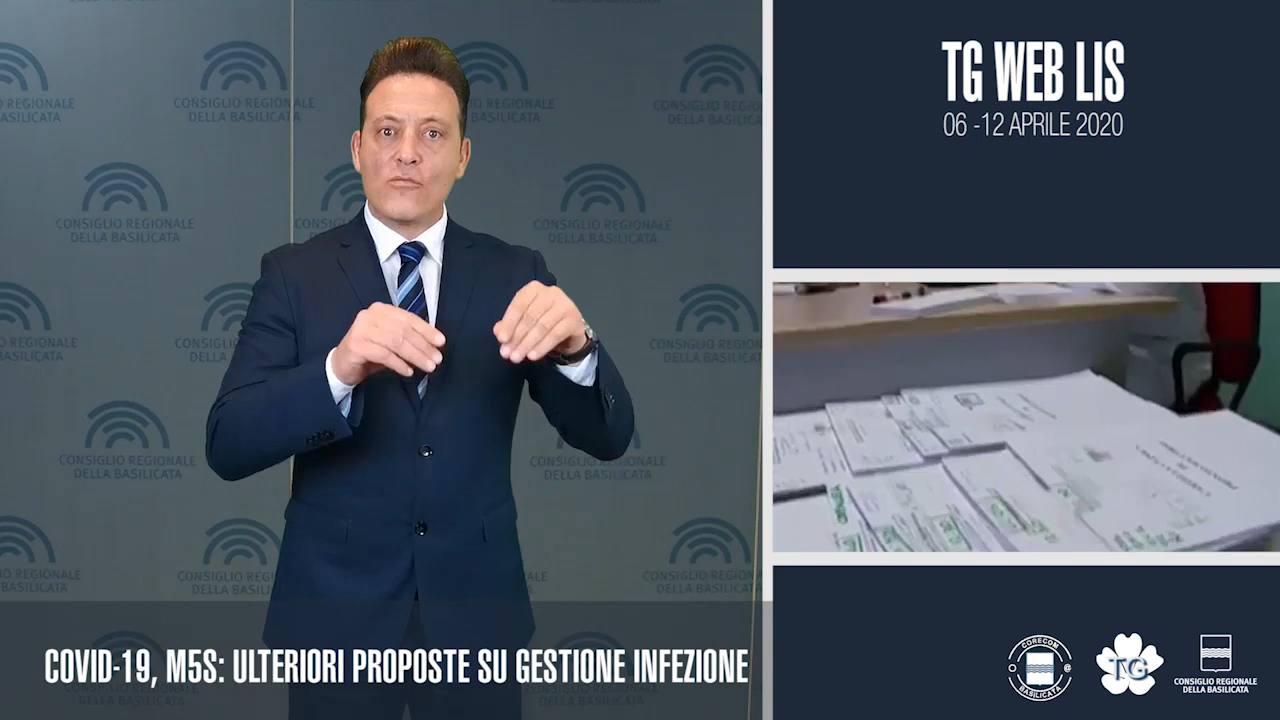 TG WEB LIS
06 -12 APRILE 2020
CONSIGLIO REGIONALE
DELLA BASILICATA
COVID-19, M5S: ULTERIORI PROPOSTE SU GESTIONE INFEZIONE
CORECOM
BASILICATA
TG
CONSIGLIO REGIONALE
DELLA BASILICATA